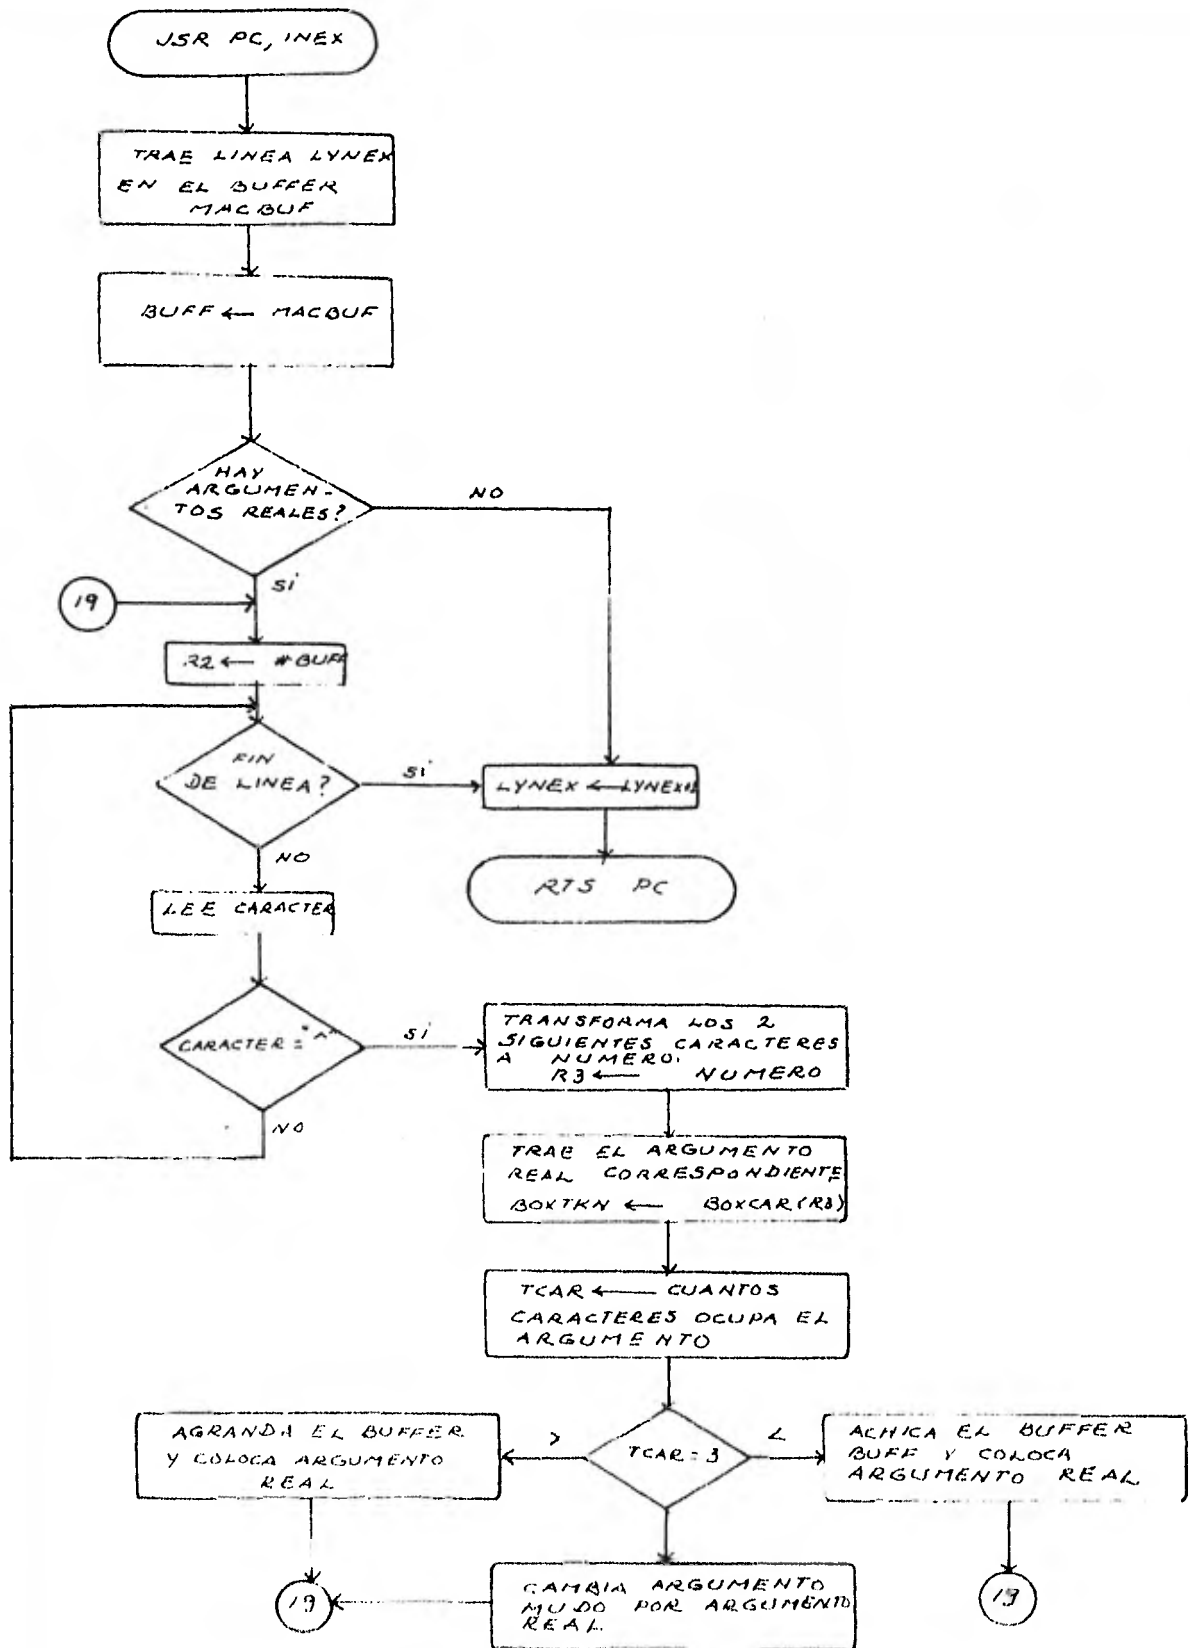 JSR PC, INEX
TRAE LINEA LYNEX
EN EL BUFFER
MACBUF
BUFF ← MACBUF
HAY
ARGUMEN-
TOS REALES?
NO
SI
19
R2 ← #BUFF
FIN
DE LINEA?
SI
LYNEX ← LYNEX+1
NO
RTS PC
LEE CARACTER
CARACTER = "^"
SI
NO
TRANSFORMA LOS 2
SIGUIENTES CARACTERES
A NUMERO.
R3 ← NUMERO
TRAE EL ARGUMENTO
REAL CORRESPONDIENTE
BOXTKN ← BOXCAR(R3)
TCAR ← CUANTOS
CARACTERES OCUPA EL
ARGUMENTO
AGRANDA EL BUFFER
Y COLOCA ARGUMENTO
REAL
>
TCAR = 3
<
ACHICA EL BUFFER
BUFF Y COLOCA
ARGUMENTO REAL
19
CAMBIA ARGUMENTO
MUDO POR ARGUMENTO
REAL
19